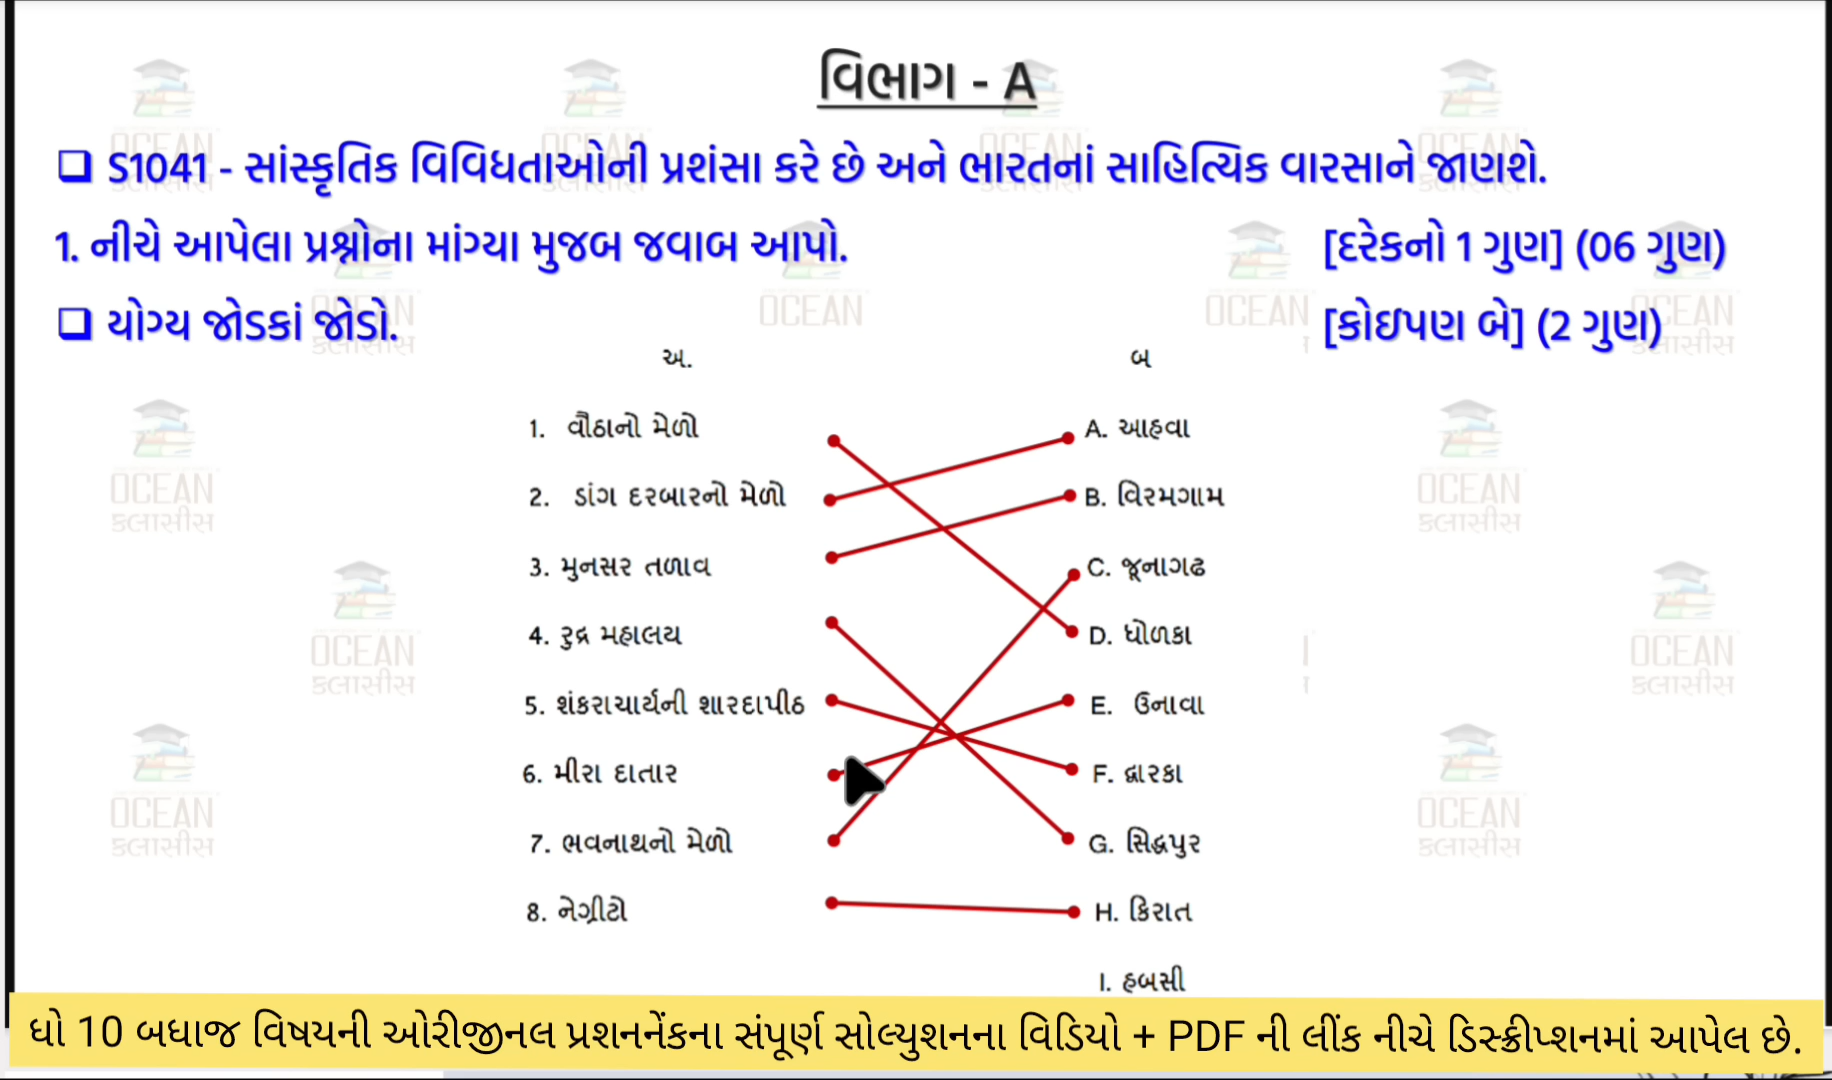 વિભાગ - A
❑ S1041 - સાંસ્કૃતિક વિવિધતાઓની પ્રશંસા કરે છે અને ભારતનાં સાહિત્યિક વારસાને જાણશે.
1. નીચે આપેલા પ્રશ્નોના માંગ્યા મુજબ જવાબ આપો. [દરેકનો 1 ગુણ] (06 ગુણ)
❑ યોગ્ય જોડકાં જોડો. [કોઇપણ બે] (2 ગુણ)
અ. બ
1. વૌઠાનો મેળો A. આહવા
2. ડાંગ દરબારનો મેળો B. વિરમગામ
3. મુનસર તળાવ C. જૂનાગઢ
4. રુદ્ર મહાલય D. ધોળકા
5. શંકરાચાર્યની શારદાપીઠ E. ઉનાવા
6. મીરા દાતાર F. દ્વારકા
7. ભવનાથનો મેળો G. સિદ્ધપુર
8. નેગ્રીટો H. કિરાત
I. હબસી
ધો 10 બધાજ વિષયની ઓરીજીનલ પ્રશનનેંકના સંપૂર્ણ સોલ્યુશનના વિડિયો + PDF ની લીંક નીચે ડિસ્ક્રીપ્શનમાં આપેલ છે.
OCEAN
ક્લાસીસ